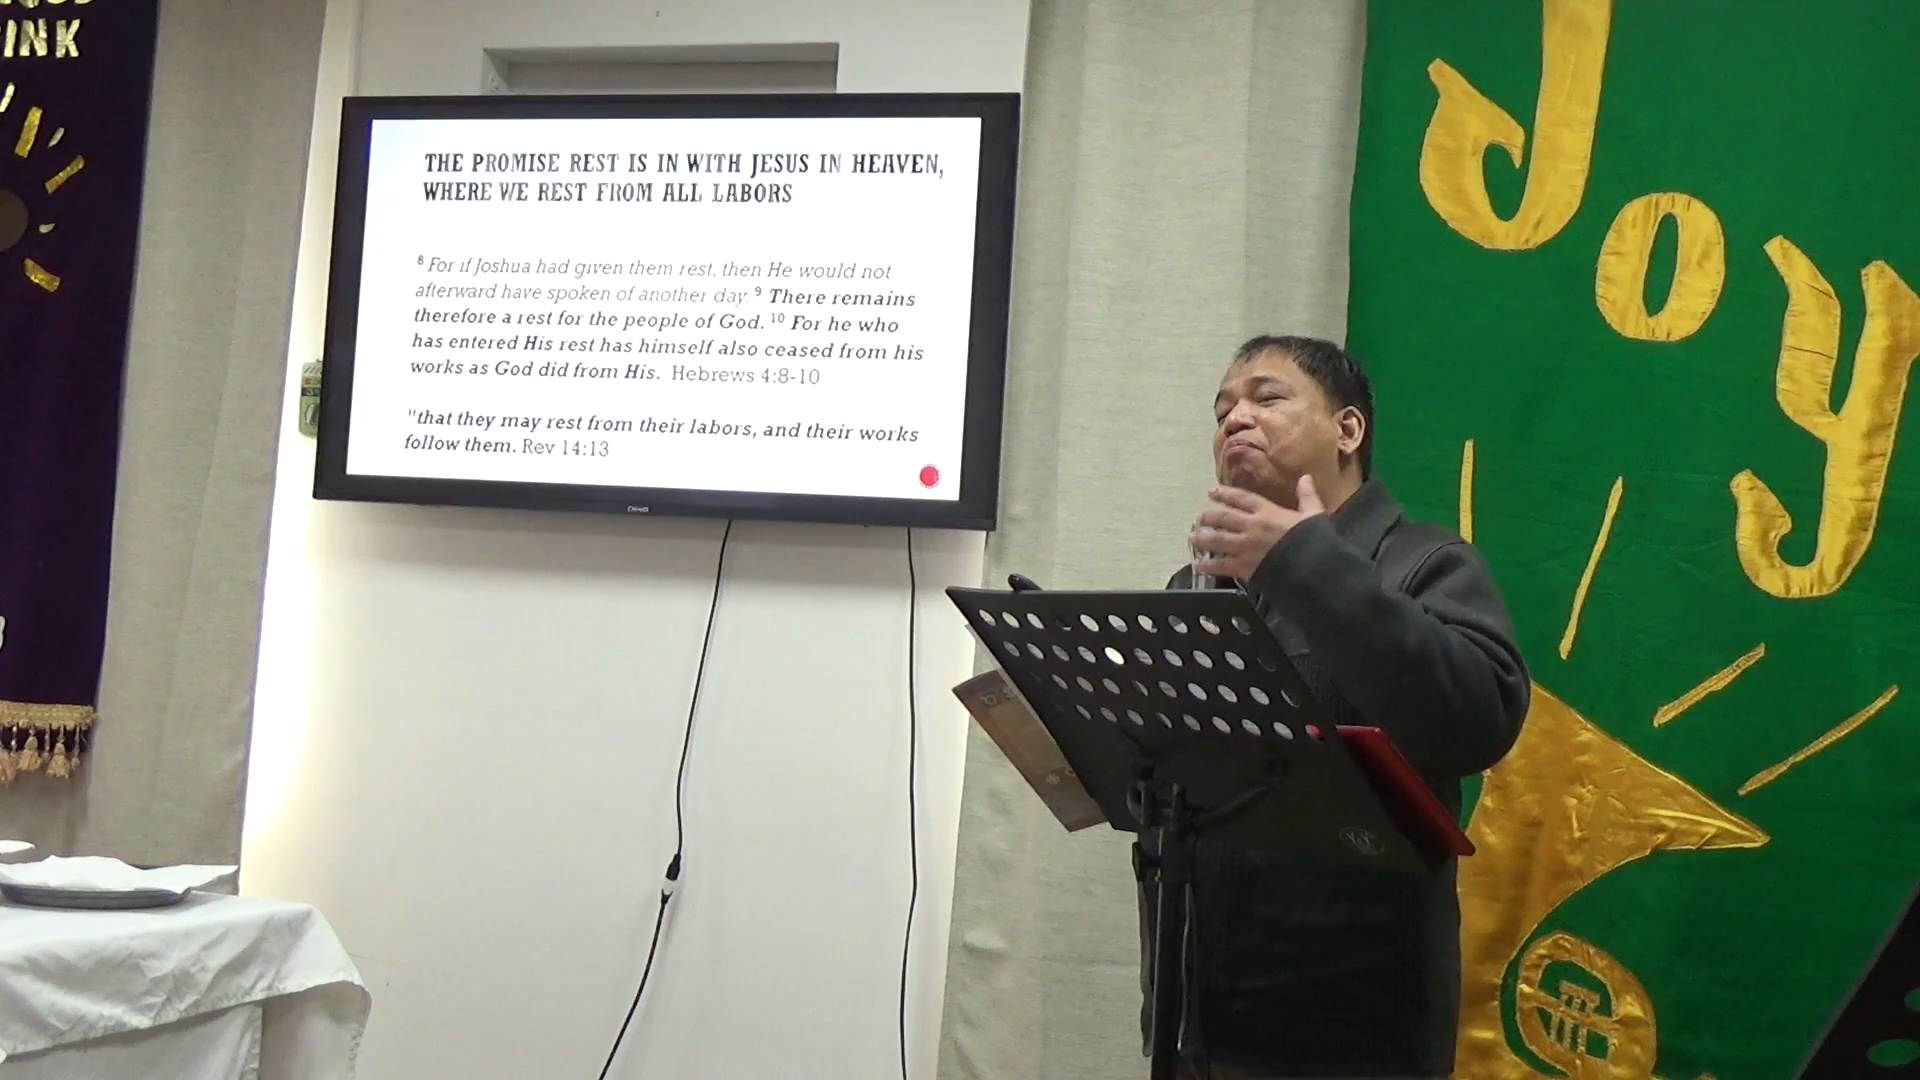 INK
THE PROMISE REST IS IN WITH JESUS IN HEAVEN,
WHERE WE REST FROM ALL LABORS
8 For if Joshua had given them rest, then He would not
afterward have spoken of another day. 9 There remains
therefore a rest for the people of God. 10 For he who
has entered His rest has himself also ceased from his
works as God did from His. Hebrews 4:8-10
"that they may rest from their labors, and their works
follow them. Rev 14:13
Joy